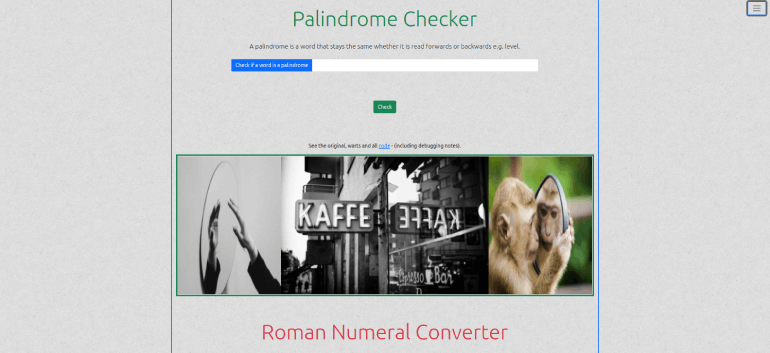 Palindrome Checker
A palindrome is a word that stays the same whether it is read forwards or backwards e.g. level.
Check if a word is a palindrome
Check
See the original, warts and all code - (including debugging notes).
KAFFE
KAFFE
Espresso Bar
Roman Numeral Converter